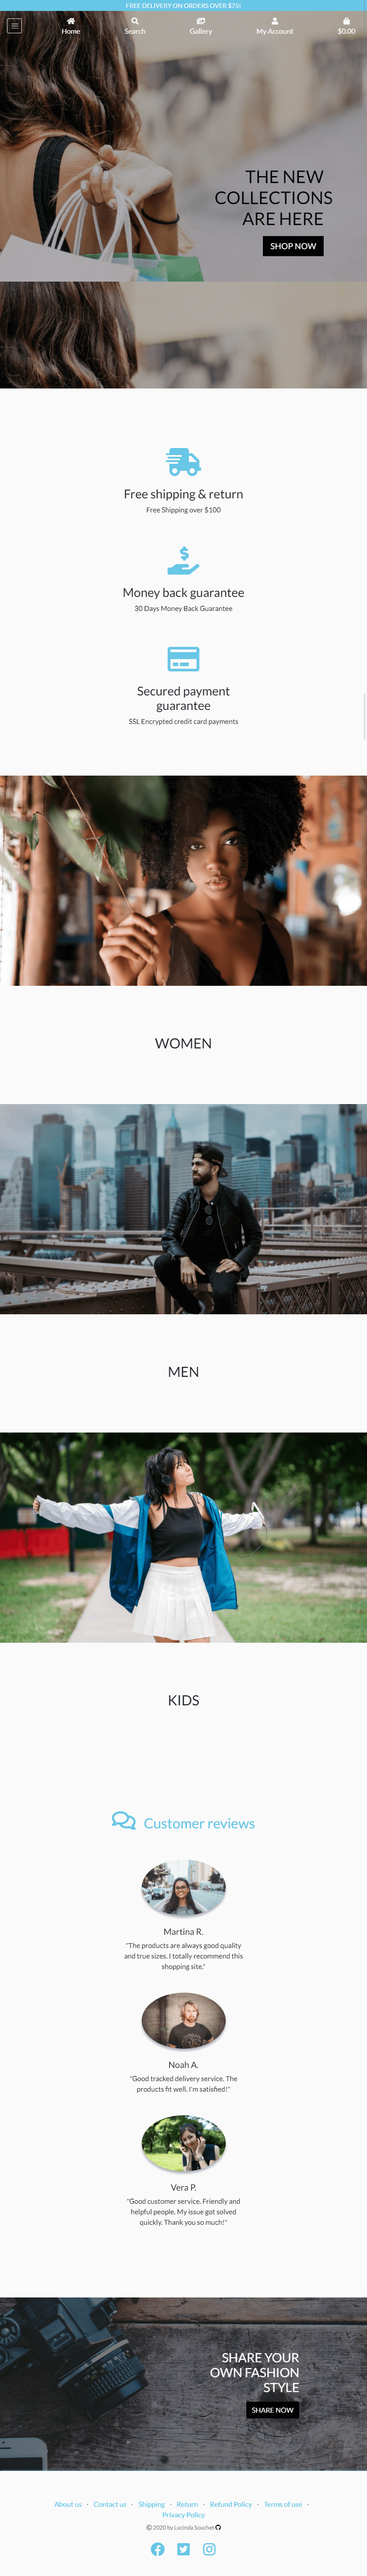 FREE DELIVERY ON ORDERS OVER $75!
Home Search Gallery My Account $0.00
THE NEW
COLLECTIONS
ARE HERE
SHOP NOW
Free shipping & return
Free Shipping over $100
Money back guarantee
30 Days Money Back Guarantee
Secured payment
guarantee
SSL Encrypted credit card payments
WOMEN
MEN
KIDS
Customer reviews
Martina R.
"The products are always good quality
and true sizes. I totally recommend this
shopping site."
Noah A.
"Good tracked delivery service. The
products fit well. I'm satisfied!"
Vera P.
"Good customer service. Friendly and
helpful people. My issue got solved
quickly. Thank you so much!"
SHARE YOUR
OWN FASHION
STYLE
SHARE NOW
About us · Contact us · Shipping · Return · Refund Policy · Terms of use ·
Privacy Policy
© 2020 by Lucinda Souchet